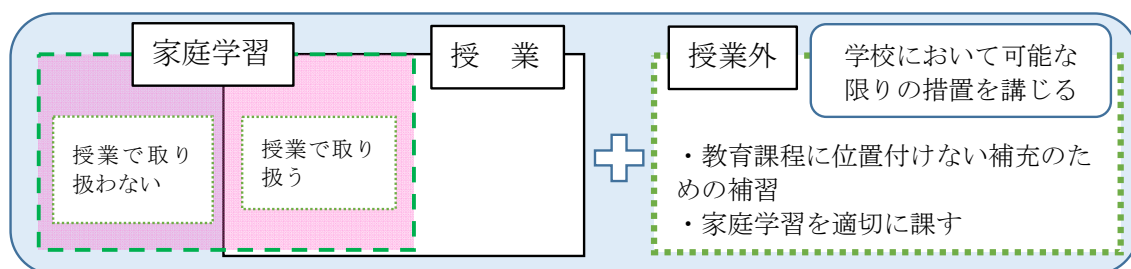 家庭学習
授　業
授業外
学校において可能な
限りの措置を講じる
授業で取り
扱わない
授業で取り
扱う
・教育課程に位置付けない補充のた
めの補習
・家庭学習を適切に課す